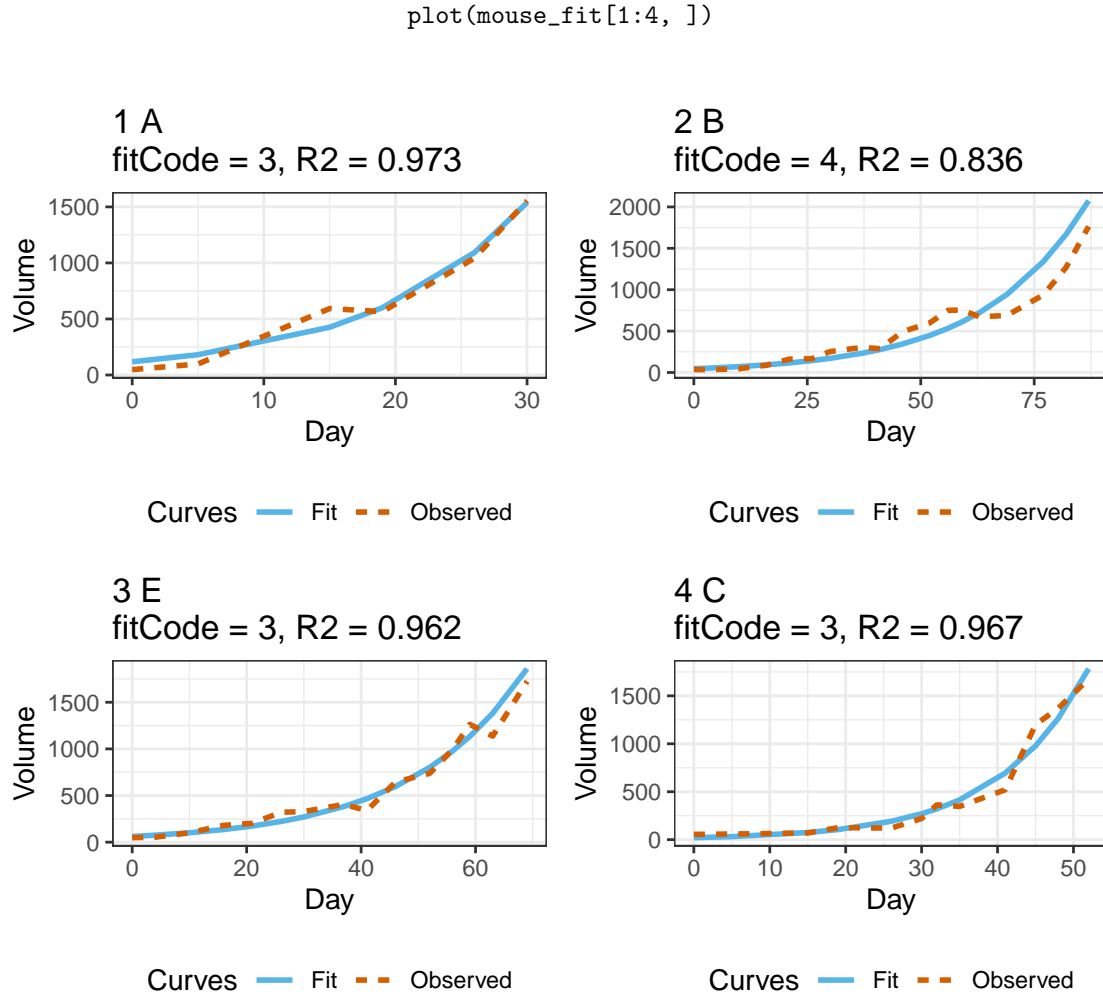 plot(mouse_fit[1:4, ])
1 A
fitCode = 3, R2 = 0.973
Volume
1500
1000
500
0
0 10 20 30
Day
Curves Fit Observed
2 B
fitCode = 4, R2 = 0.836
Volume
2000
1500
1000
500
0
0 25 50 75
Day
Curves Fit Observed
3 E
fitCode = 3, R2 = 0.962
Volume
1500
1000
500
0
0 20 40 60
Day
Curves Fit Observed
4 C
fitCode = 3, R2 = 0.967
Volume
1500
1000
500
0
0 10 20 30 40 50
Day
Curves Fit Observed